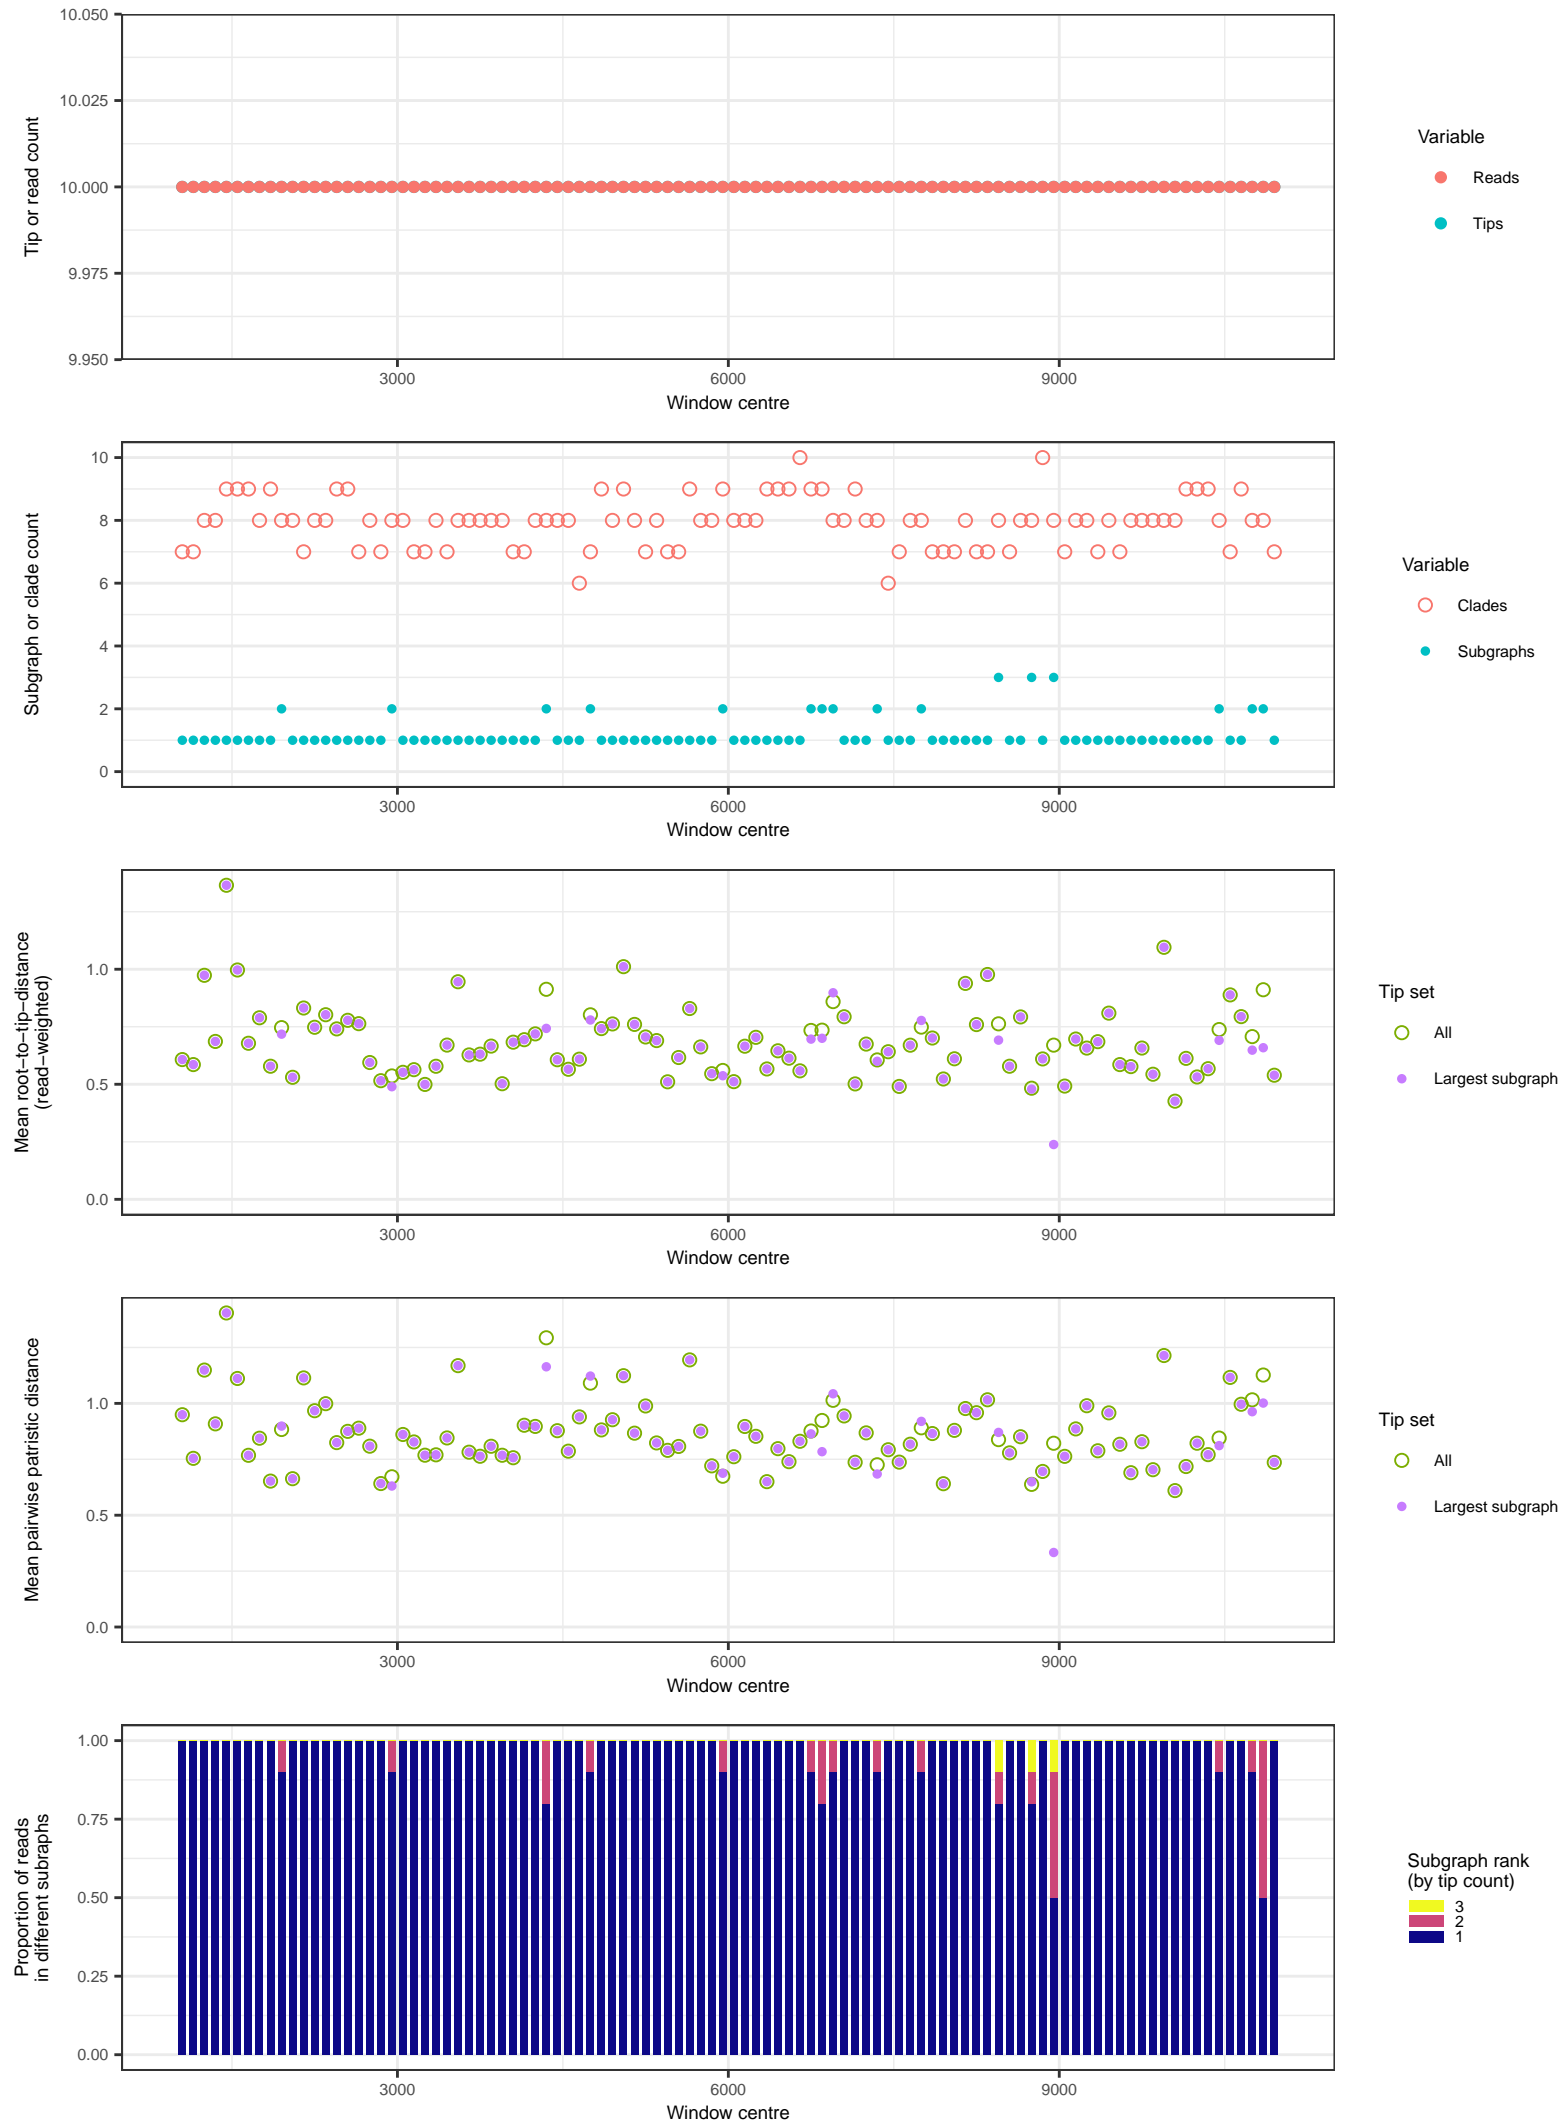 10.050
10.025
10.000
9.975
9.950
Tip or read count
3000
6000
9000
Window centre
Variable
Reads
Tips
10
8
6
4
2
0
Subgraph or clade count
3000
6000
9000
Window centre
Variable
Clades
Subgraphs
1.0
0.5
0.0
Mean root−to−tip−distance
(read−weighted)
3000
6000
9000
Window centre
Tip set
All
Largest subgraph
1.0
0.5
0.0
Mean pairwise patristic distance
3000
6000
9000
Window centre
Tip set
All
Largest subgraph
1.00
0.75
0.50
0.25
0.00
Proportion of reads
in different subraphs
3000
6000
9000
Window centre
Subgraph rank
(by tip count)
3
2
1